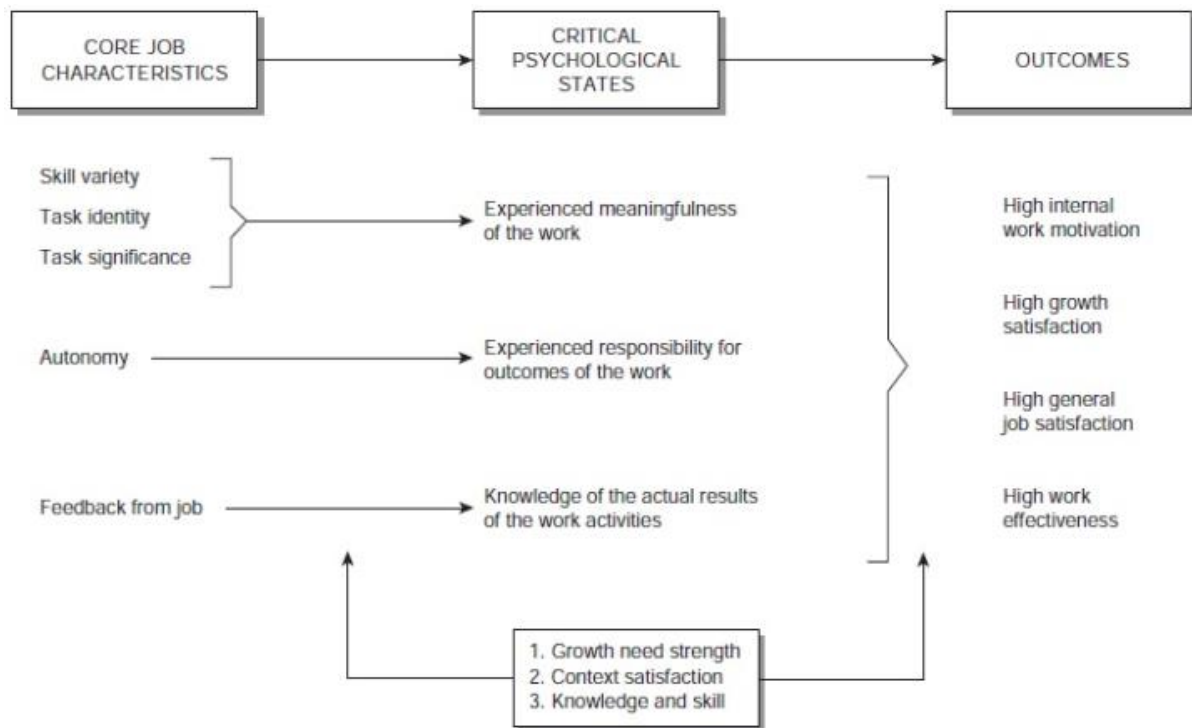 CORE JOB
CHARACTERISTICS
CRITICAL
PSYCHOLOGICAL
STATES
OUTCOMES
Skill variety
Task identity
Task significance
Experienced meaningfulness
of the work
Autonomy
Experienced responsibility for
outcomes of the work
Feedback from job
Knowledge of the actual results
of the work activities
High internal
work motivation
High growth
satisfaction
High general
job satisfaction
High work
effectiveness
1. Growth need strength
2. Context satisfaction
3. Knowledge and skill